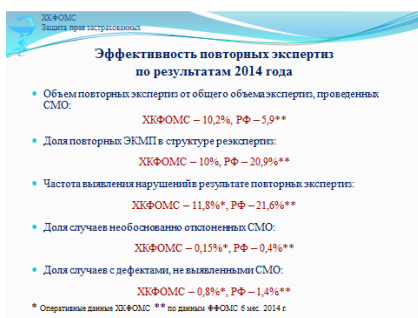 ХКФОМС
Защита прав застрахованных
Эффективность повторных экспертиз
по результатам 2014 года
Объем повторных экспертиз от общего объема экспертиз, проведенных
СМО:
ХКФОМС – 10,2%, РФ – 5,9**
Доля повторных ЭКМП в структуре реэкспертиз:
ХКФОМС – 10%, РФ – 20,9%**
Частота выявления нарушений в результате повторных экспертиз:
ХКФОМС – 11,8%*, РФ – 21,6%**
Доля случаев необоснованно отклоненных СМО:
ХКФОМС – 0,15%*, РФ – 0,4%**
Доля случаев с дефектами, не выявленными СМО:
ХКФОМС – 0,8%*, РФ – 1,4%**
* Оперативные данные ХКФОМС ** по данным ФФОМС 6 мес. 2014 г.